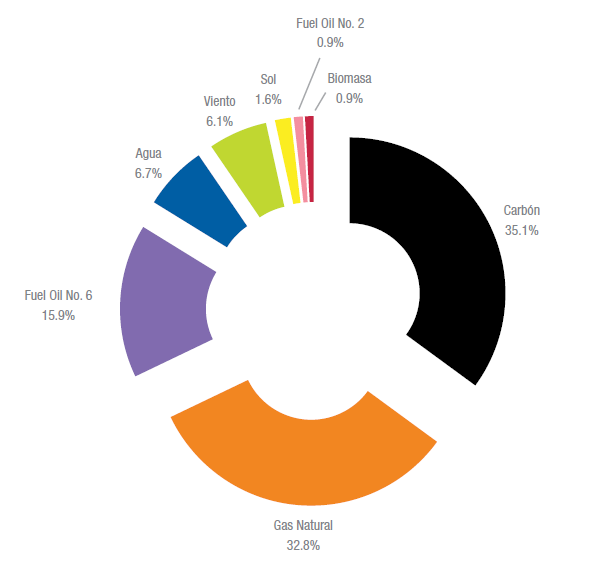 Fuel Oil No. 2
0.9%
Biomasa
0.9%
Sol
1.6%
Viento
6.1%
Agua
6.7%
Carbón
35.1%
Fuel Oil No. 6
15.9%
Gas Natural
32.8%